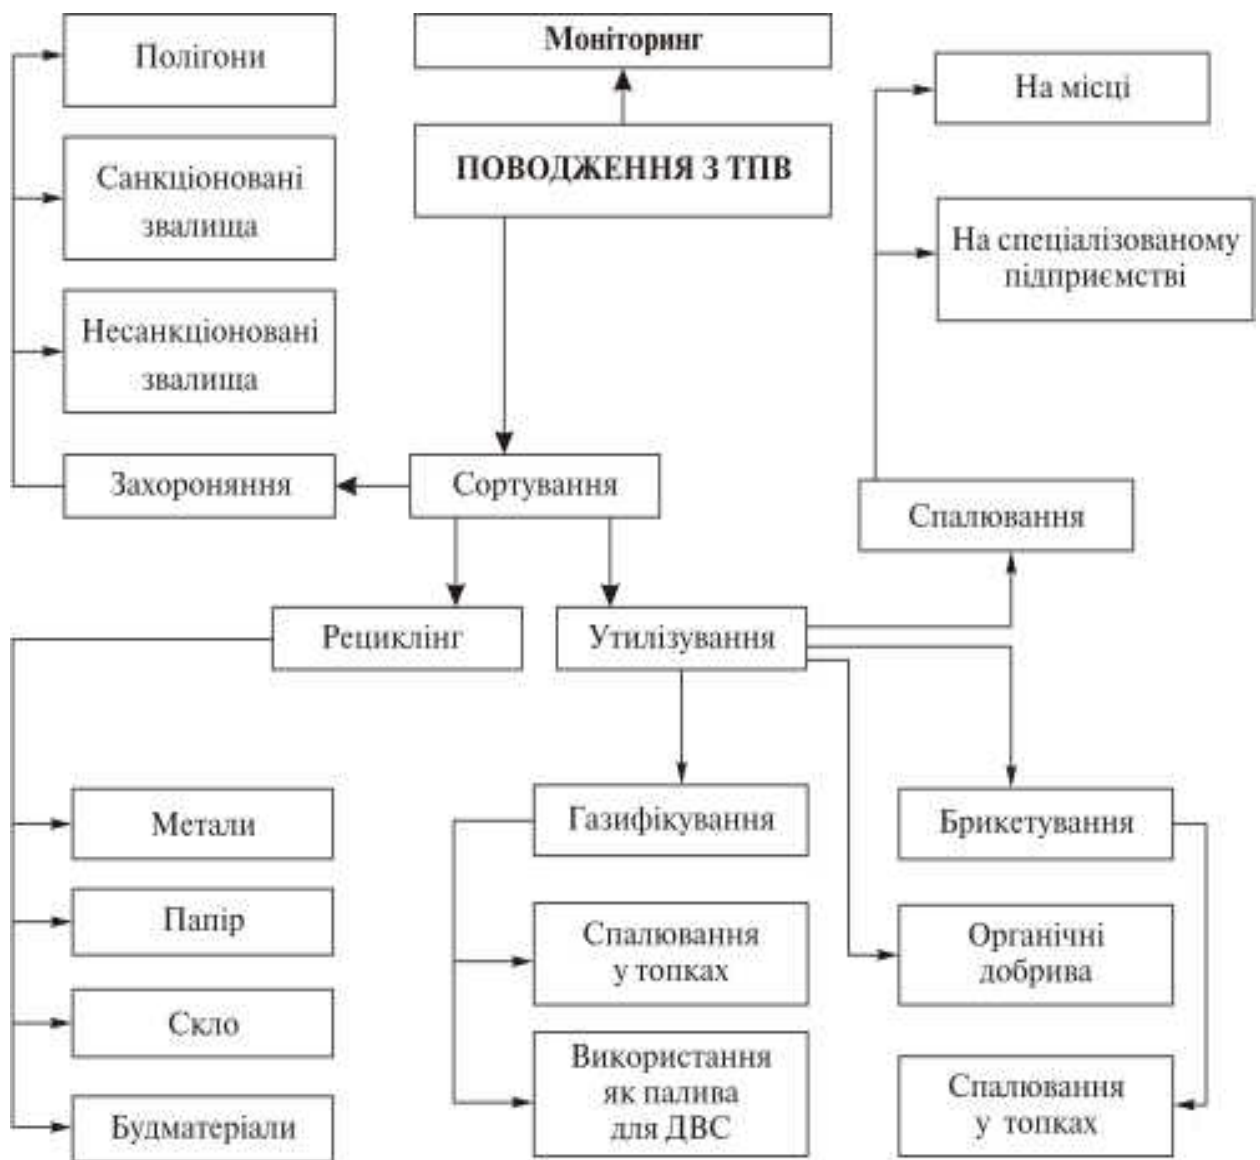 Моніторинг
ПОВОДЖЕННЯ З ТПВ
Полігони
Санкціоновані
звалища
Несанкціоновані
звалища
Захороняння
Сортування
На місці
На спеціалізованому
підприємстві
Спалювання
Рециклінг
Утилізування
Метали
Папір
Скло
Будматеріали
Газифікування
Спалювання
у топках
Використання
як палива
для ДВС
Брикетування
Органічні
добрива
Спалювання
у топках